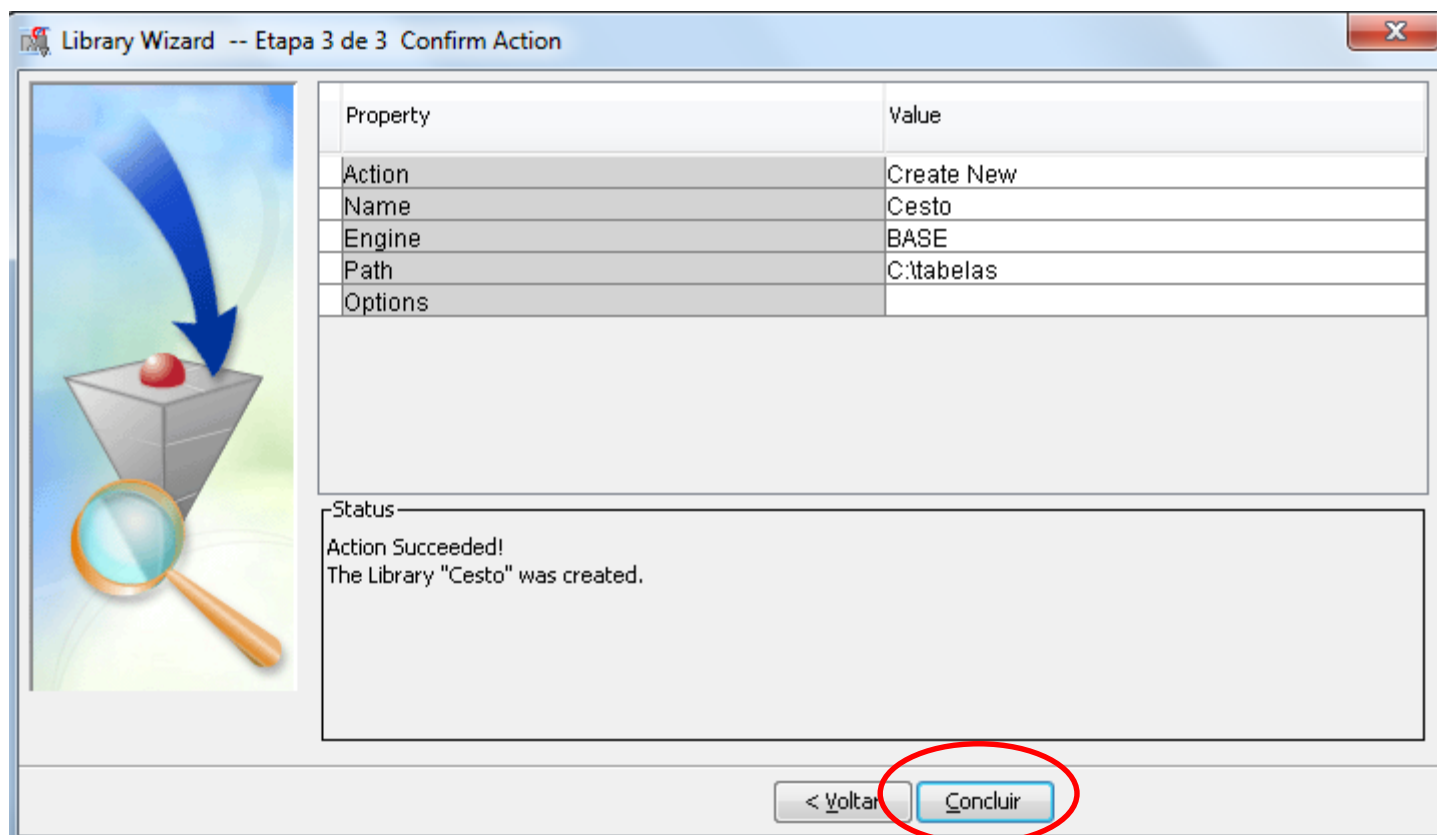 Library Wizard -- Etapa 3 de 3 Confirm Action
Property Value
Action Create New
Name Cesto
Engine BASE
Path C:\tabelas
Options
Status
Action Succeeded!
The Library "Cesto" was created.
< Voltar Concluir